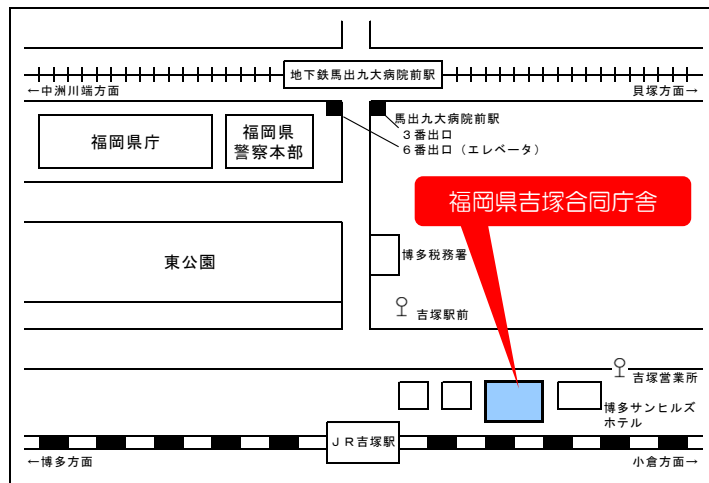 地下鉄馬出九大病院前駅
←中洲川端方面
貝塚方面→
福岡県庁
福岡県
警察本部
馬出九大病院前駅
３番出口
６番出口（エレベータ）
福岡県吉塚合同庁舎
東公園
博多税務署
吉塚駅前
吉塚営業所
博多サンヒルズ
ホテル
ＪＲ吉塚駅
←博多方面
小倉方面→